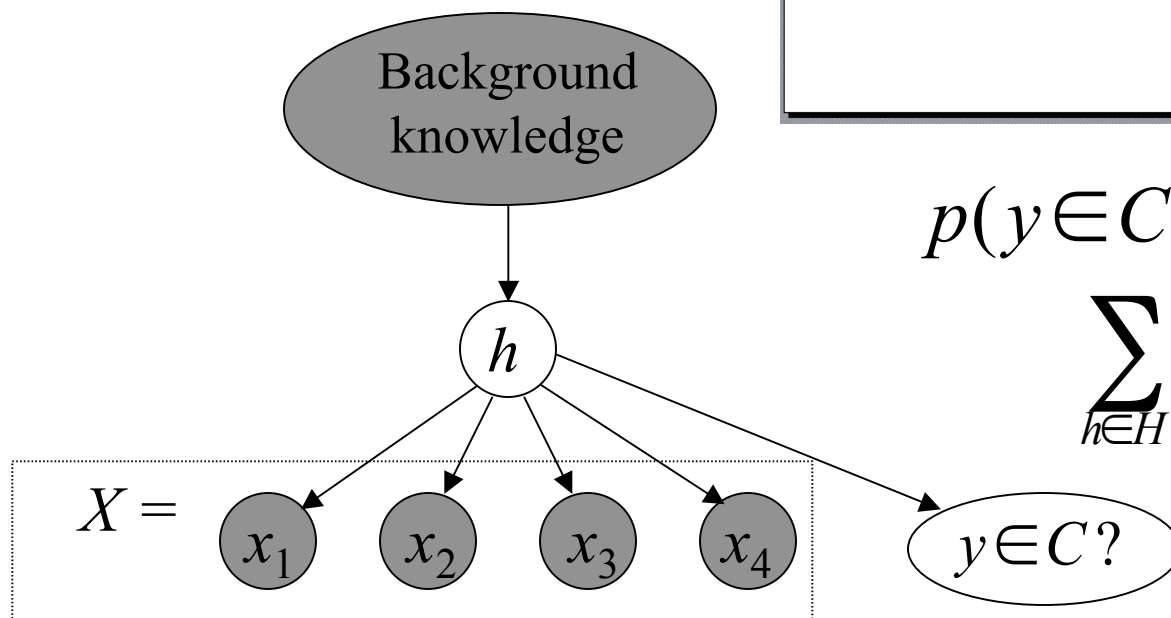 Background
knowledge
p(y∈C
h
∑
h∈H
X =
x₁ x₂ x₃ x₄
y∈C?